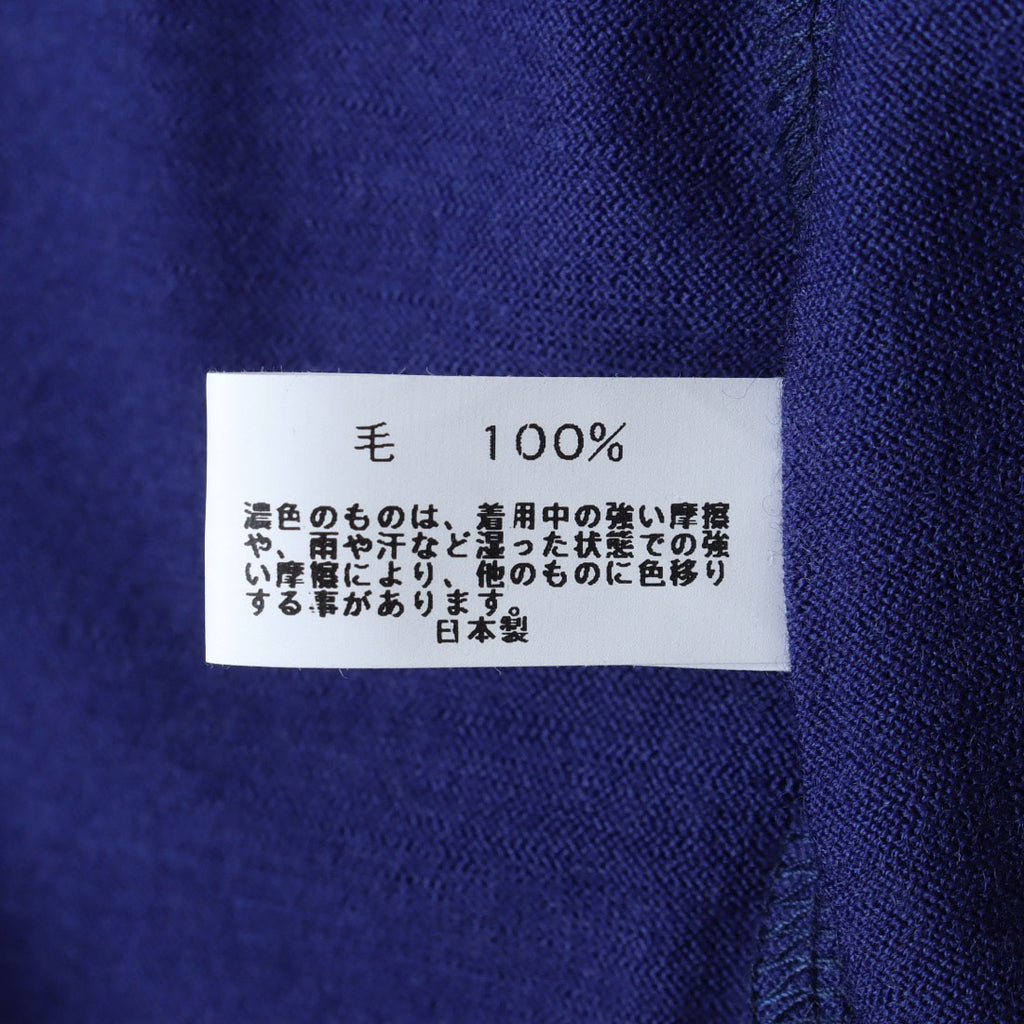 毛 100%
濃色のものは、着用中の強い摩擦
や、雨や汗など湿った状態での強
い摩擦により、他のものに色移り
する事があります。
日本製